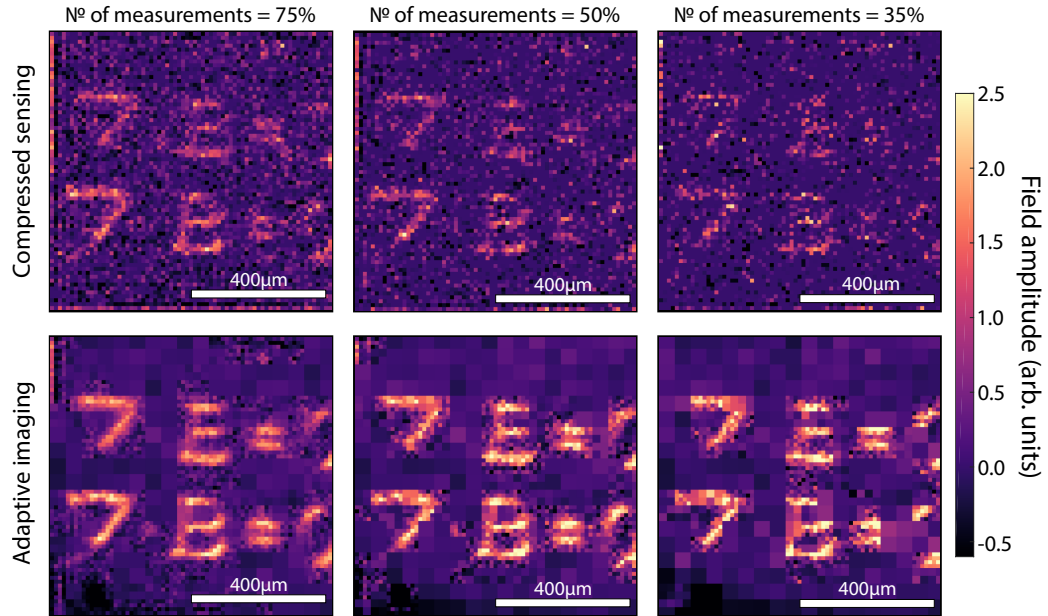 № of measurements = 75%
№ of measurements = 50%
№ of measurements = 35%
Compressed sensing
400µm
400µm
400µm
Adaptive imaging
400µm
400µm
400µm
2.5
2.0
1.5
1.0
0.5
0.0
-0.5
Field amplitude (arb. units)